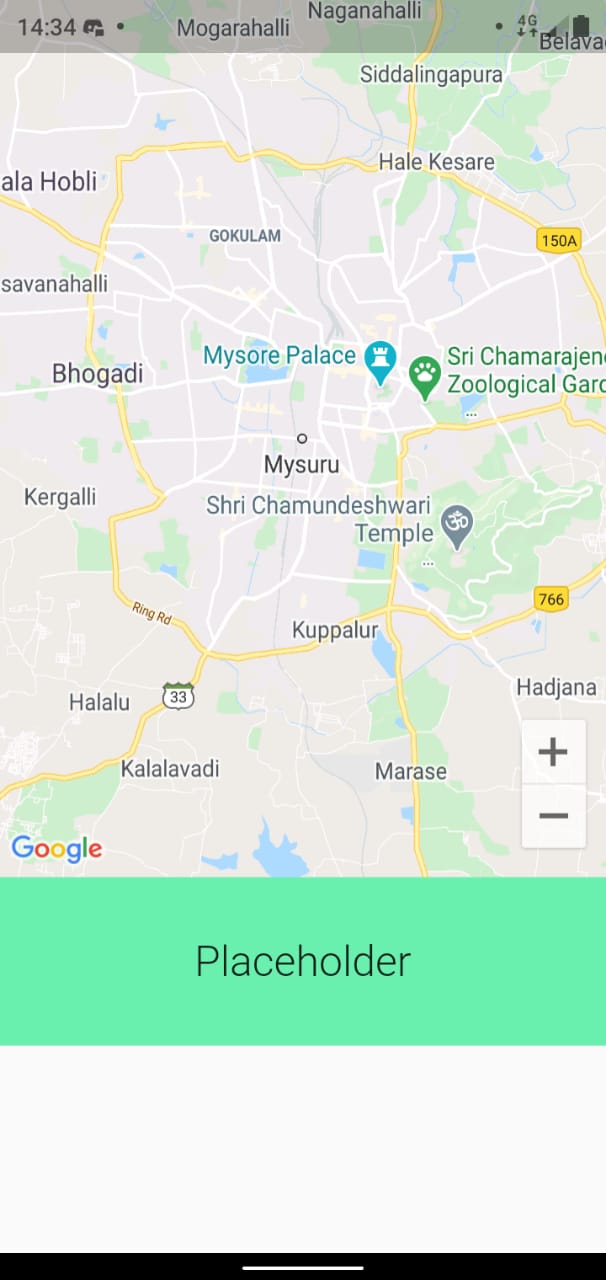 14:34
4G
Naganahalli
Mogarahalli
Siddalingapura
Hale Kesare
ala Hobli
GOKULAM
150A
savanahalli
Mysore Palace
Sri Chamarajen
Zoological Gard
Bhogadi
Mysuru
Kergalli
Shri Chamundeshwari
Temple
ॐ
766
Ring Rd
Kuppalur
Hadjana
33
Halalu
Kalalavadi
Marase
+
−
Google
Placeholder